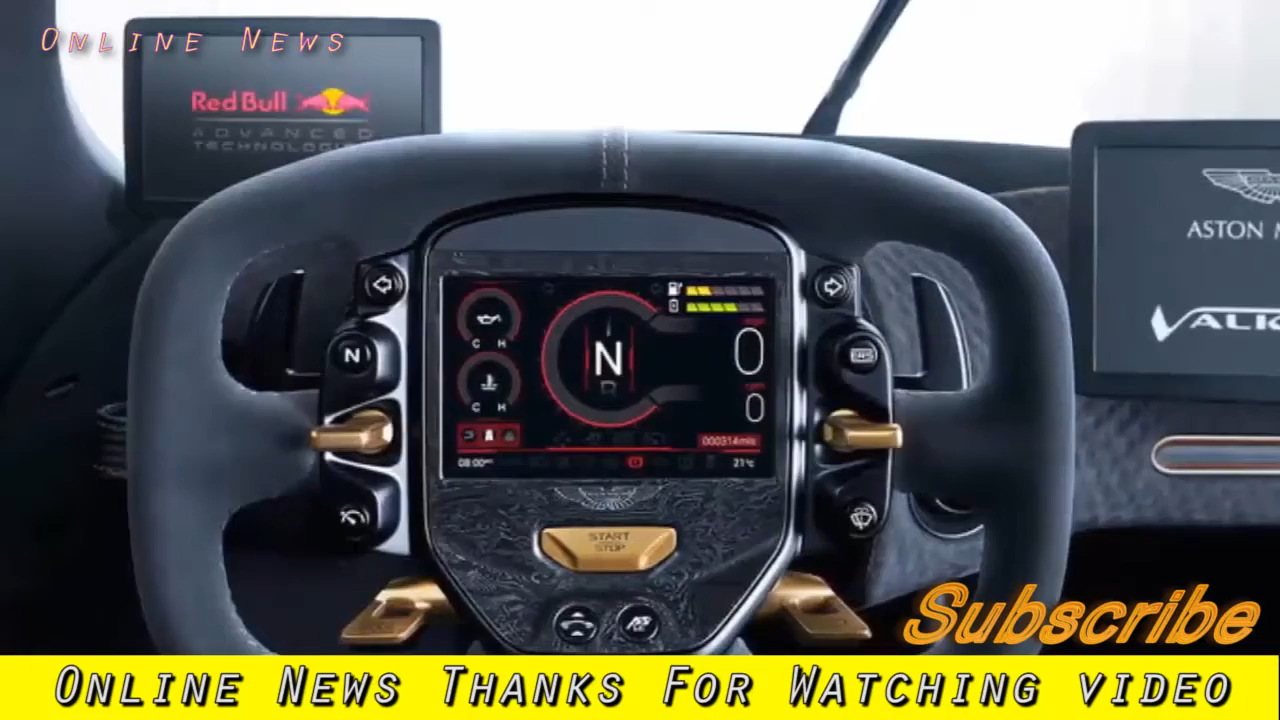 Online News
Red Bull
ADVANCED
TECHNOLOGI
ASTON M
VALK
N
N
R
0
0
C H
C H
000314mls
08:00
21°c
START
STOP
Subscribe
Online News Thanks For Watching video